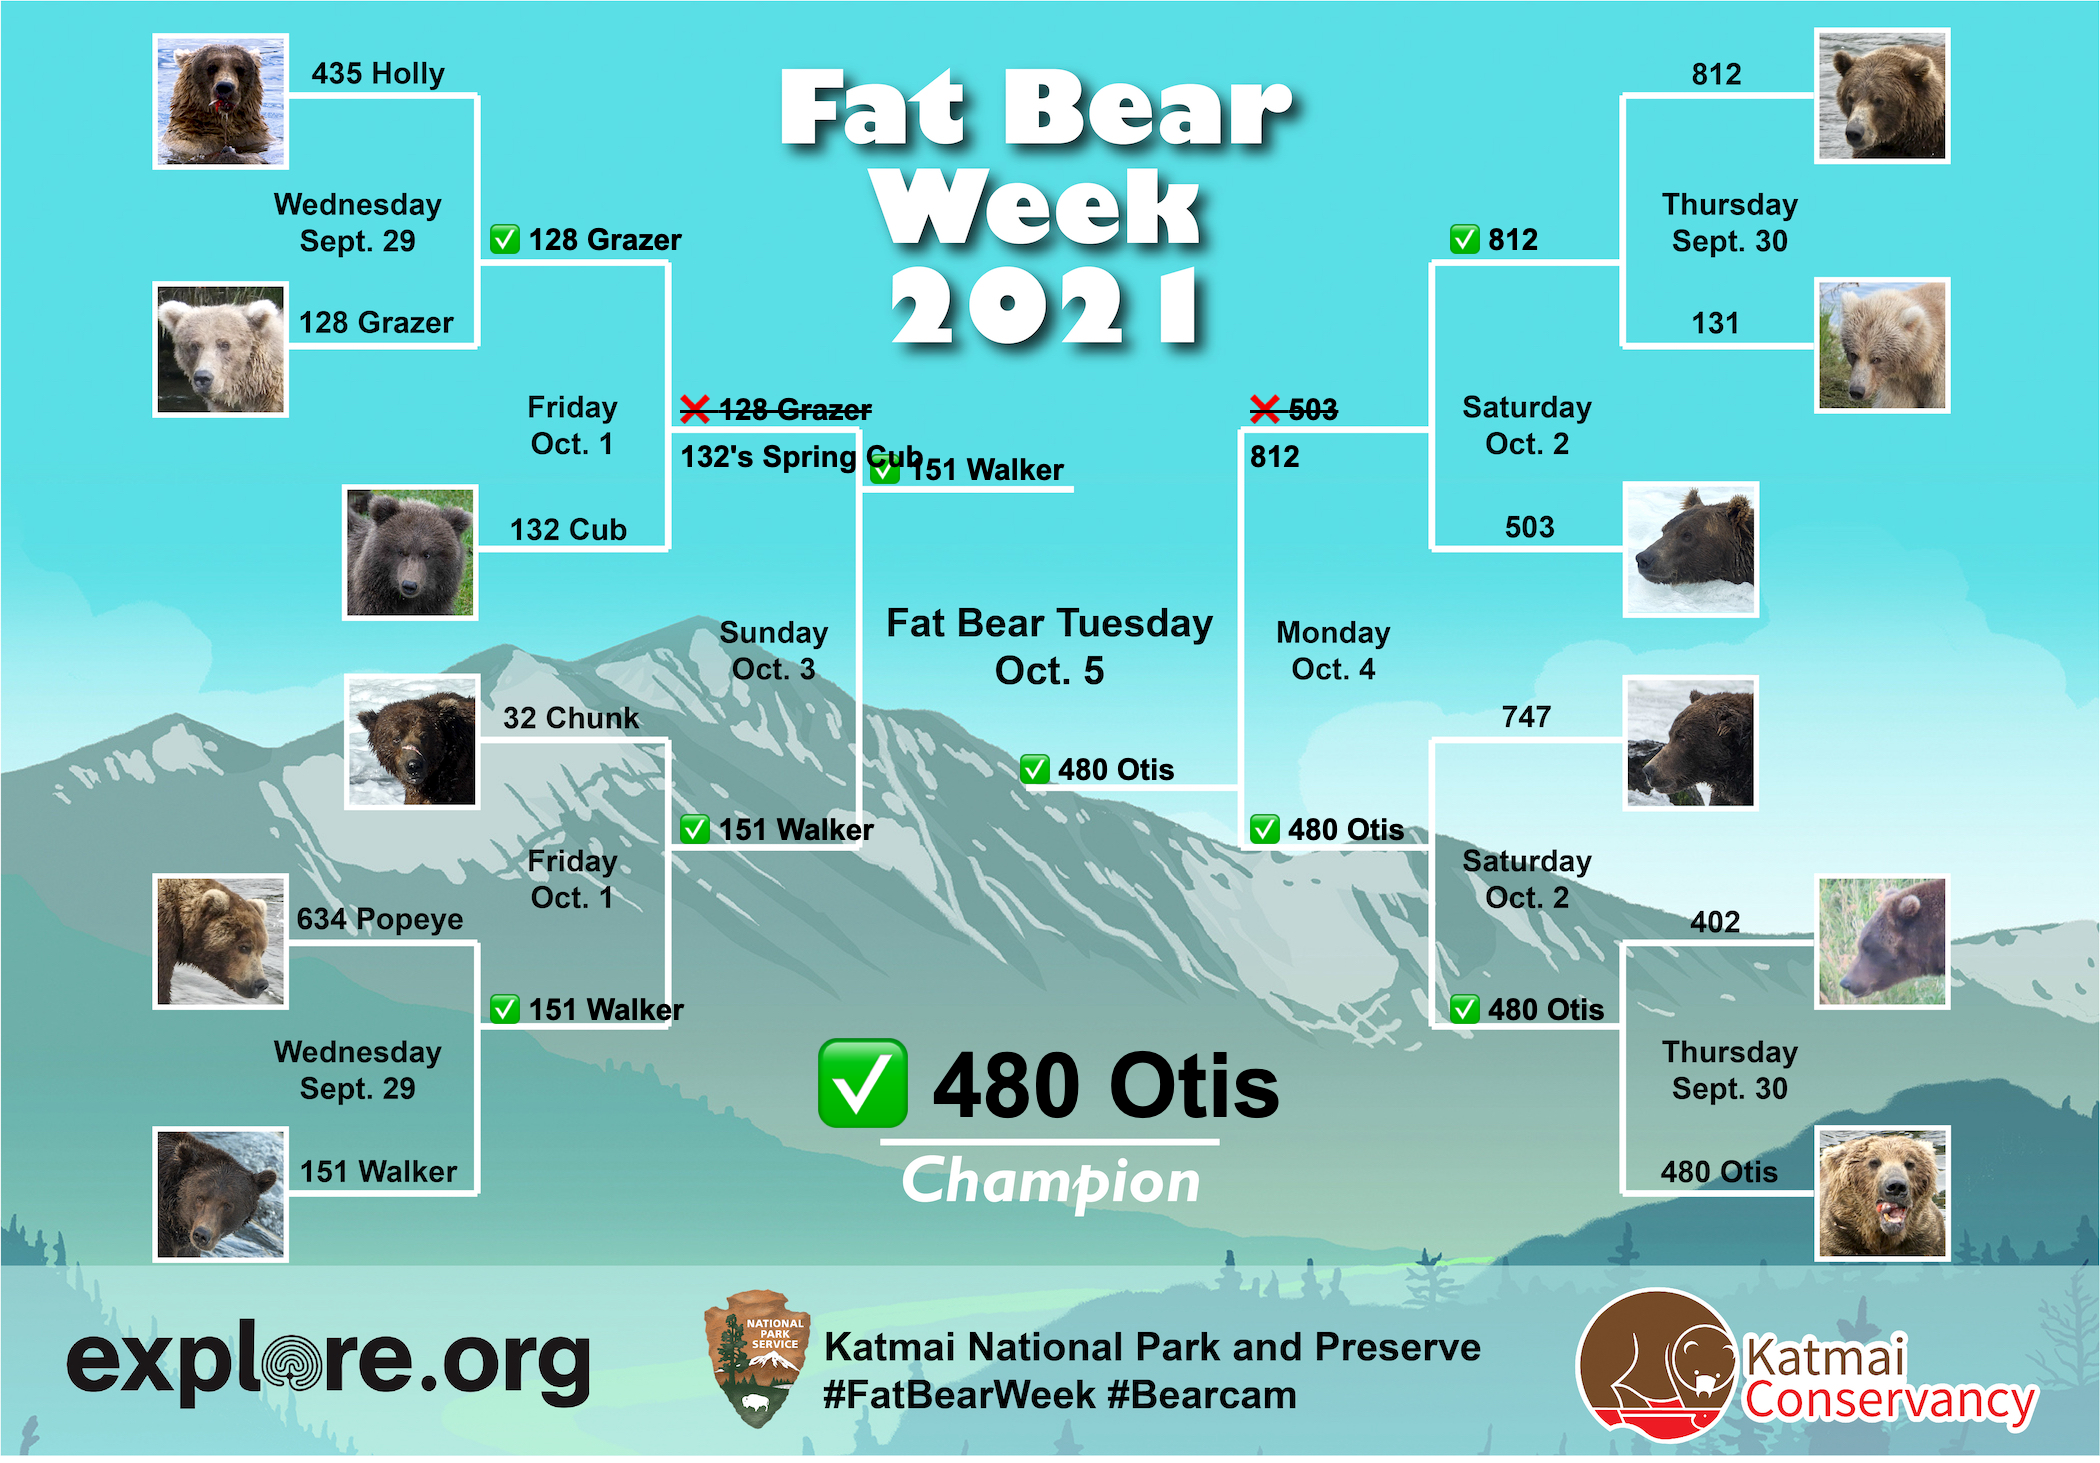 Fat Bear
Week
2021
435 Holly
Wednesday
Sept. 29
128 Grazer
✅ 128 Grazer
Friday
Oct. 1
132 Cub
❌ 128 Grazer
132's Spring Cub
✅ 151 Walker
Sunday
Oct. 3
32 Chunk
✅ 151 Walker
Friday
Oct. 1
634 Popeye
✅ 151 Walker
Wednesday
Sept. 29
151 Walker
Fat Bear Tuesday
Oct. 5
✅ 480 Otis
812
Thursday
Sept. 30
131
✅ 812
❌ 503
812
Saturday
Oct. 2
503
Monday
Oct. 4
747
✅ 480 Otis
Saturday
Oct. 2
402
✅ 480 Otis
Thursday
Sept. 30
480 Otis
✅ 480 Otis
Champion
explore.org
NATIONAL
PARK
SERVICE
Katmai National Park and Preserve
#FatBearWeek #Bearcam
Katmai
Conservancy